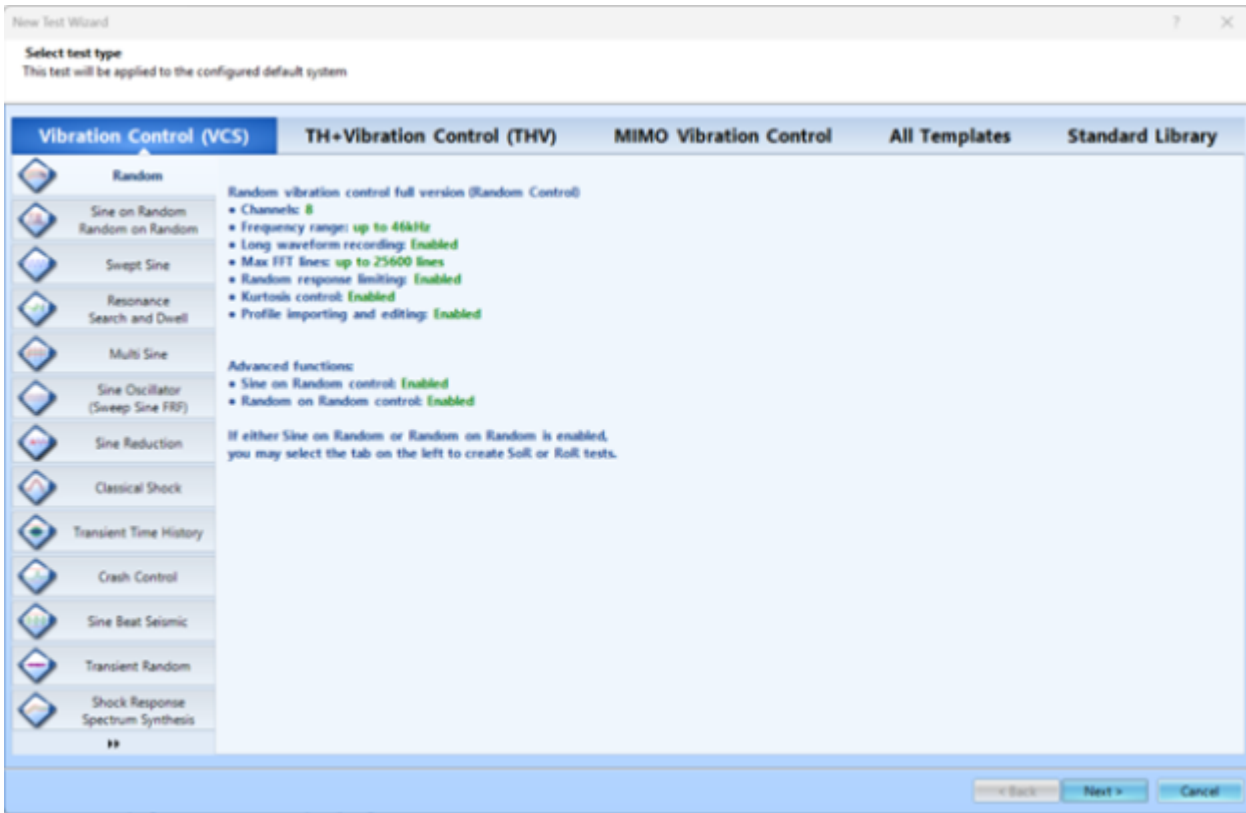 New Test Wizard
? ×
Select test type
This test will be applied to the configured default system
Vibration Control (VCS) TH+Vibration Control (THV) MIMO Vibration Control All Templates Standard Library
Random
Sine on Random
Random on Random
Swept Sine
Resonance
Search and Dwell
Multi Sine
Sine Oscillator
(Sweep Sine FRF)
Sine Reduction
Classical Shock
Transient Time History
Crash Control
Sine Beat Seismic
Transient Random
Shock Response
Spectrum Synthesis
Random vibration control full version (Random Control)
• Channels: 8
• Frequency range: up to 46kHz
• Long waveform recording: Enabled
• Max FFT lines: up to 25600 lines
• Random response limiting: Enabled
• Kurtosis control: Enabled
• Profile importing and editing: Enabled
Advanced functions:
• Sine on Random control: Enabled
• Random on Random control: Enabled
If either Sine on Random or Random on Random is enabled,
you may select the tab on the left to create SoR or RoR tests.
< Back Next > Cancel